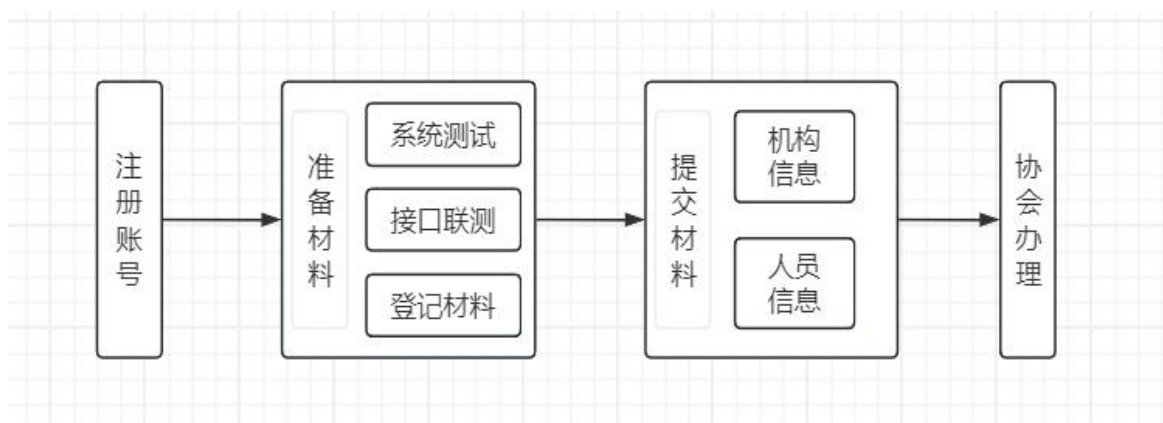 注册账号
准备材料
系统测试
接口联测
登记材料
提交材料
机构
信息
人员
信息
协会办理